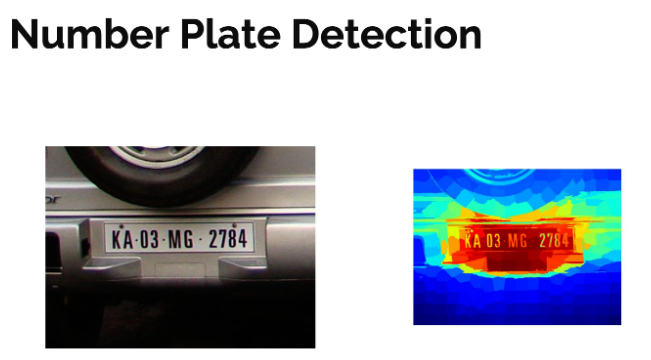 Number Plate Detection
KA·03·MG·2784
KA 03 MG 2784